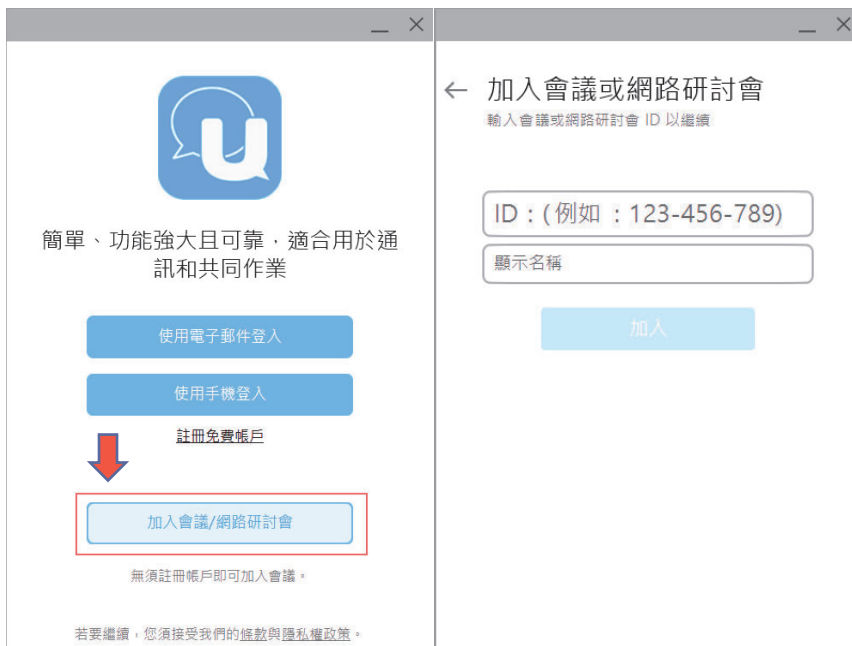 U
簡單、功能強大且可靠，適合用於通
訊和共同作業
使用電子郵件登入
使用手機登入
註冊免費帳戶
加入會議/網路研討會
無須註冊帳戶即可加入會議。
若要繼續，您須接受我們的條款與隱私權政策。
加入會議或網路研討會
輸入會議或網路研討會 ID 以繼續
ID：(例如：123-456-789)
顯示名稱
加入